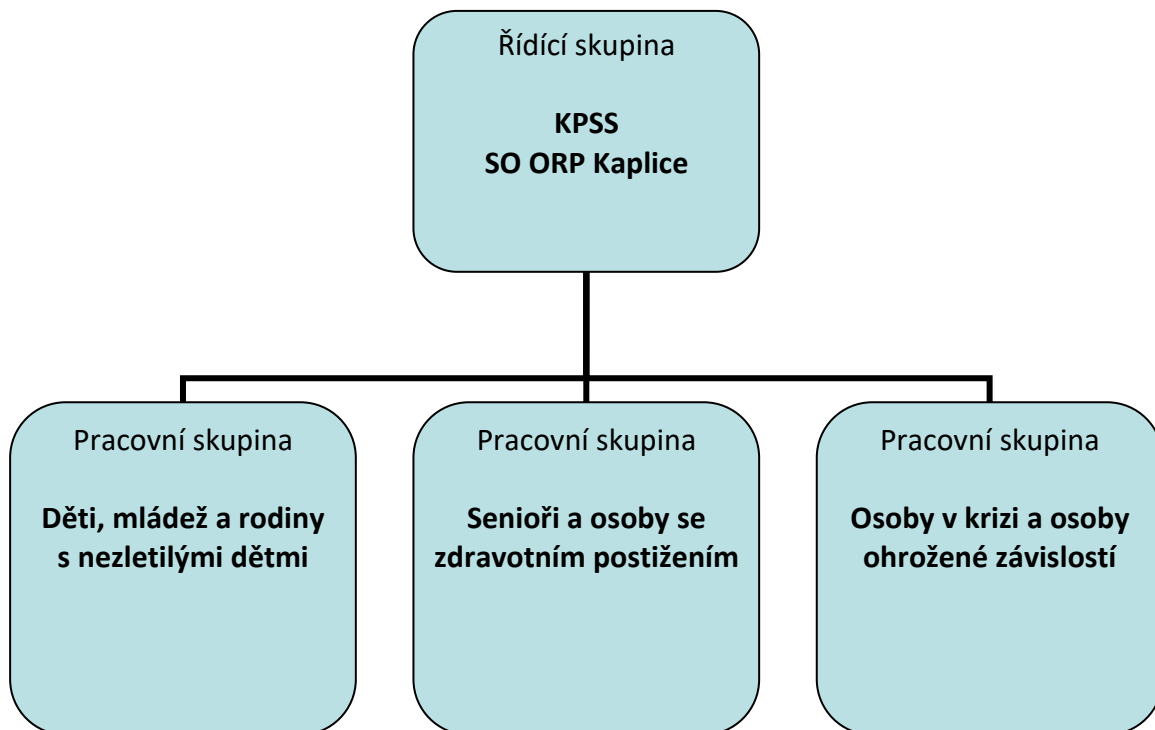 Řídící skupina
KPSS
SO ORP Kaplice
Pracovní skupina
Děti, mládež a rodiny
s nezletilými dětmi
Pracovní skupina
Senioři a osoby se
zdravotním postižením
Pracovní skupina
Osoby v krizi a osoby
ohrožené závislostí